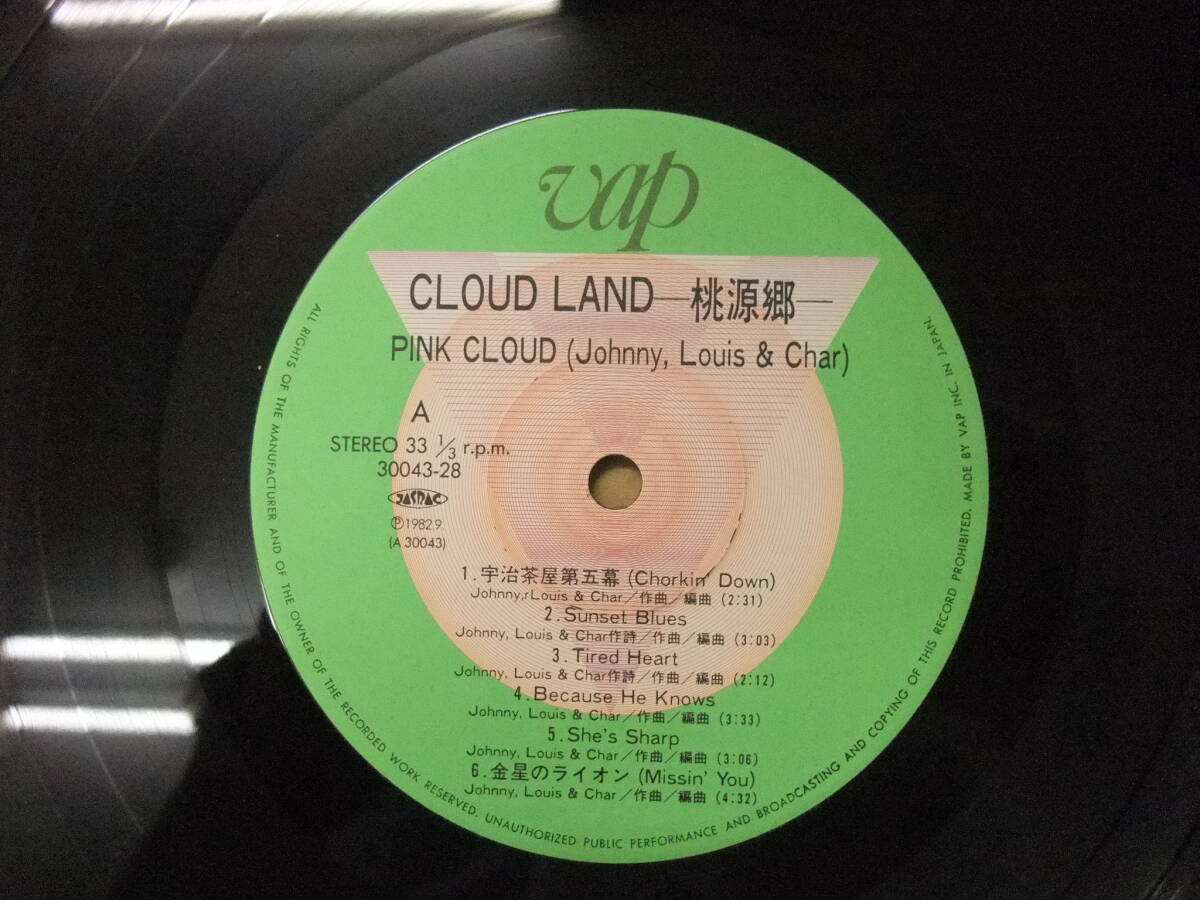 vap
CLOUD LAND—桃源郷—
PINK CLOUD (Johnny, Louis & Char)
A
STEREO 33 1/3 r.p.m.
30043-28
JASRAC
Ⓟ1982.9.
(A 30043)
1.宇治茶屋第五幕 (Chorkin' Down)
Johnny,rLouis & Char/作曲/編曲 (2:31)
2.Sunset Blues
Johnny, Louis & Char作詩/作曲/編曲 (3:03)
3.Tired Heart
Johnny, Louis & Char作詩/作曲/編曲 (2:12)
4.Because He Knows
Johnny, Louis & Char/作曲/編曲 (3:33)
5.She's Sharp
Johnny, Louis & Char/作曲/編曲 (3:06)
6.金星のライオン (Missin' You)
Johnny, Louis & Char/作曲/編曲 (4:32)
ALL RIGHTS OF THE MANUFACTURER AND OF THE OWNER OF THE RECORDED WORK RESERVED. UNAUTHORIZED PUBLIC PERFORMANCE AND BROADCASTING AND COPYING OF THIS RECORD PROHIBITED. MADE BY VAP INC. IN JAPAN.